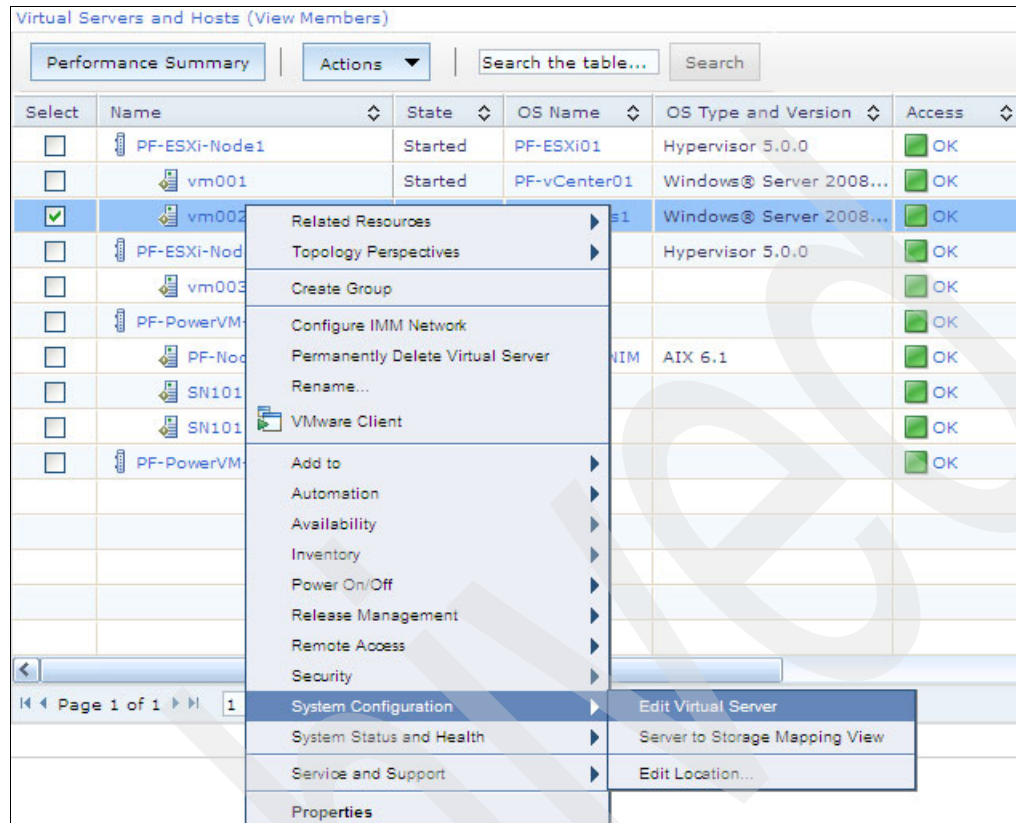 Virtual Servers and Hosts (View Members)
Performance Summary | Actions | Search the table... Search
Select Name State OS Name OS Type and Version Access
PF-ESXi-Node1 Started PF-ESXi01 Hypervisor 5.0.0 OK
vm001 Started PF-vCenter01 Windows® Server 2008... OK
vm002 s1 Windows® Server 2008... OK
PF-ESXi-Nod Hypervisor 5.0.0 OK
vm003 OK
PF-PowerVM- OK
PF-Nod NIM AIX 6.1 OK
SN101 OK
SN101 OK
PF-PowerVM- OK
Page 1 of 1 1
Related Resources
Topology Perspectives
Create Group
Configure IMM Network
Permanently Delete Virtual Server
Rename...
VMware Client
Add to
Automation
Availability
Inventory
Power On/Off
Release Management
Remote Access
Security
System Configuration
System Status and Health
Service and Support
Properties
Edit Virtual Server
Server to Storage Mapping View
Edit Location...